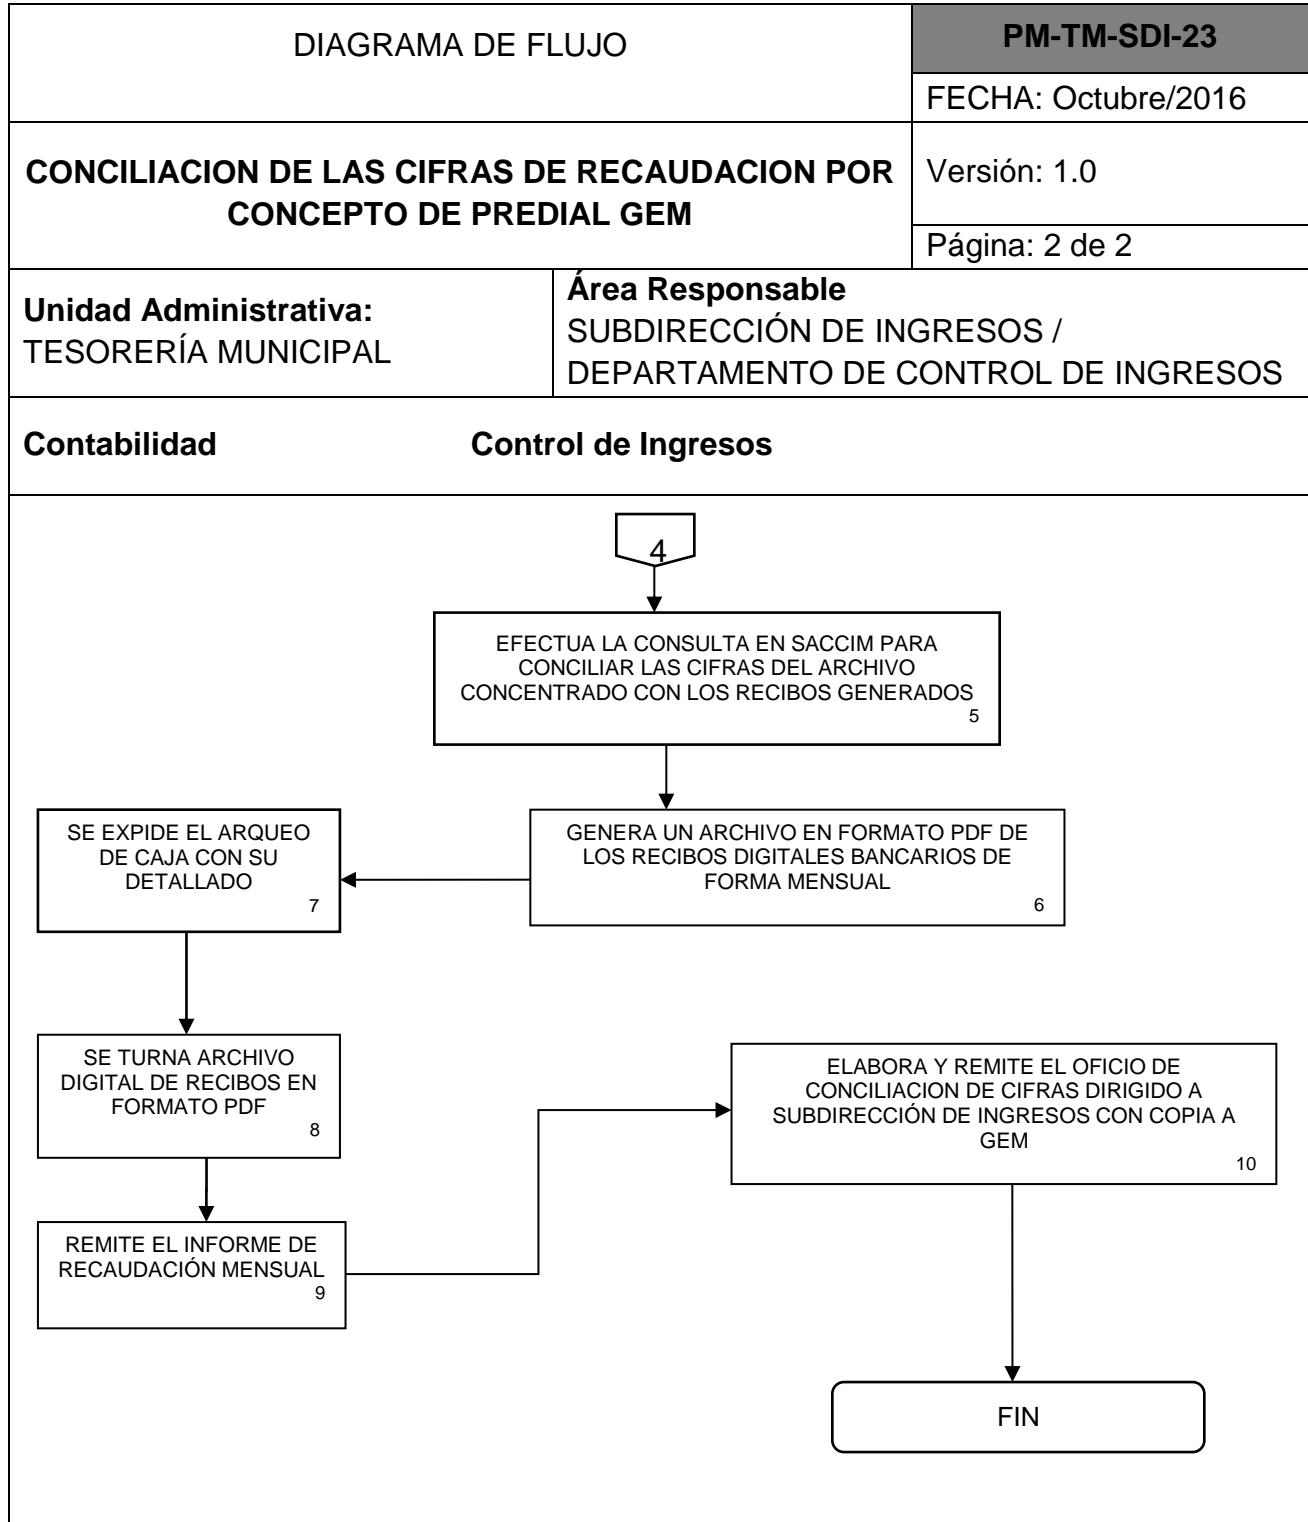 DIAGRAMA DE FLUJO
PM-TM-SDI-23
FECHA: Octubre/2016
CONCILIACION DE LAS CIFRAS DE RECAUDACION POR
CONCEPTO DE PREDIAL GEM
Versión: 1.0
Página: 2 de 2
Unidad Administrativa:
TESORERÍA MUNICIPAL
Área Responsable
SUBDIRECCIÓN DE INGRESOS /
DEPARTAMENTO DE CONTROL DE INGRESOS
Contabilidad
Control de Ingresos
4
EFECTUA LA CONSULTA EN SACCIM PARA
CONCILIAR LAS CIFRAS DEL ARCHIVO
CONCENTRADO CON LOS RECIBOS GENERADOS
5
GENERA UN ARCHIVO EN FORMATO PDF DE
LOS RECIBOS DIGITALES BANCARIOS DE
FORMA MENSUAL
6
SE EXPIDE EL ARQUEO
DE CAJA CON SU
DETALLADO
7
SE TURNA ARCHIVO
DIGITAL DE RECIBOS EN
FORMATO PDF
8
REMITE EL INFORME DE
RECAUDACIÓN MENSUAL
9
ELABORA Y REMITE EL OFICIO DE
CONCILIACION DE CIFRAS DIRIGIDO A
SUBDIRECCIÓN DE INGRESOS CON COPIA A
GEM
10
FIN